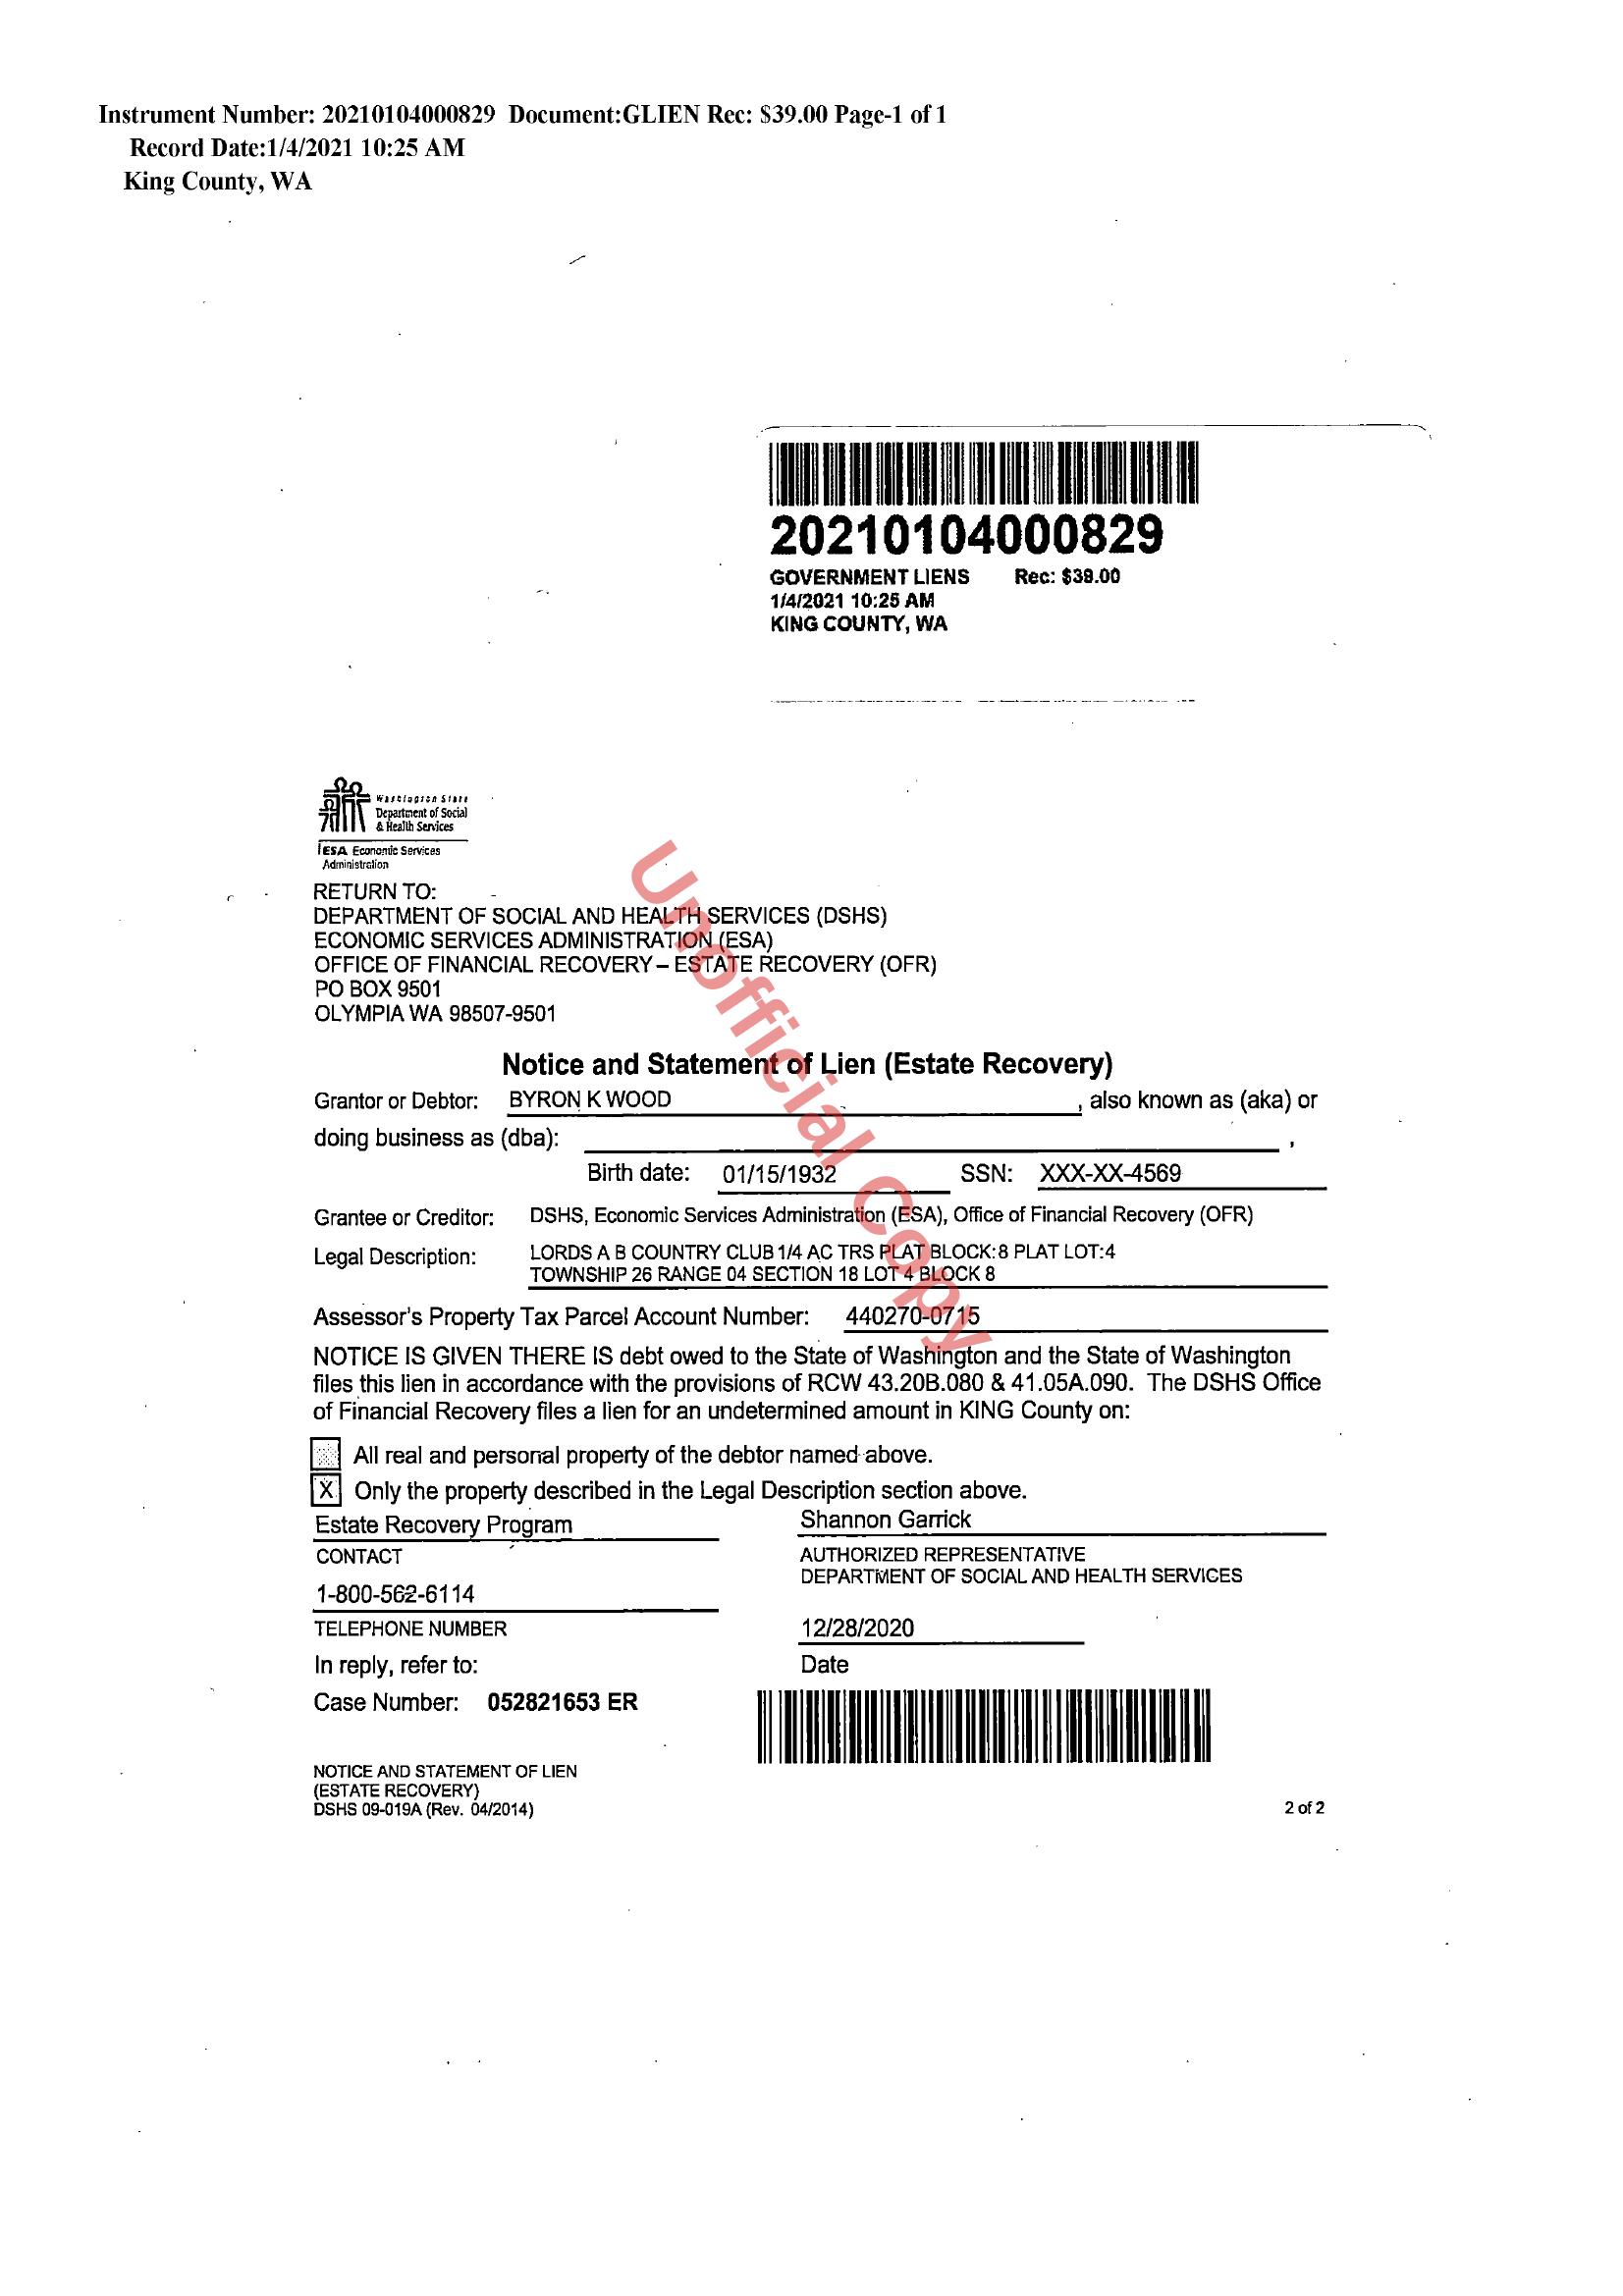 Instrument Number: 20210104000829 Document:GLIEN Rec: $39.00 Page-1 of 1
Record Date:1/4/2021 10:25 AM
King County, WA
20210104000829
GOVERNMENT LIENS Rec: $39.00
1/4/2021 10:25 AM
KING COUNTY, WA
Washington State
Department of Social
& Health Services
ESA Economic Services
Administration
RETURN TO:
DEPARTMENT OF SOCIAL AND HEALTH SERVICES (DSHS)
ECONOMIC SERVICES ADMINISTRATION (ESA)
OFFICE OF FINANCIAL RECOVERY – ESTATE RECOVERY (OFR)
PO BOX 9501
OLYMPIA WA 98507-9501
Unofficial Copy
Notice and Statement of Lien (Estate Recovery)
Grantor or Debtor: BYRON K WOOD, also known as (aka) or
doing business as (dba): ,
Birth date: 01/15/1932 SSN: XXX-XX-4569
Grantee or Creditor: DSHS, Economic Services Administration (ESA), Office of Financial Recovery (OFR)
Legal Description: LORDS A B COUNTRY CLUB 1/4 AC TRS PLAT BLOCK:8 PLAT LOT:4
TOWNSHIP 26 RANGE 04 SECTION 18 LOT 4 BLOCK 8
Assessor's Property Tax Parcel Account Number: 440270-0715
NOTICE IS GIVEN THERE IS debt owed to the State of Washington and the State of Washington
files this lien in accordance with the provisions of RCW 43.20B.080 & 41.05A.090. The DSHS Office
of Financial Recovery files a lien for an undetermined amount in KING County on:
All real and personal property of the debtor named above.
X Only the property described in the Legal Description section above.
Estate Recovery Program Shannon Garrick
CONTACT AUTHORIZED REPRESENTATIVE
DEPARTMENT OF SOCIAL AND HEALTH SERVICES
1-800-562-6114
TELEPHONE NUMBER 12/28/2020
In reply, refer to: Date
Case Number: 052821653 ER
NOTICE AND STATEMENT OF LIEN
(ESTATE RECOVERY)
DSHS 09-019A (Rev. 04/2014) 2 of 2